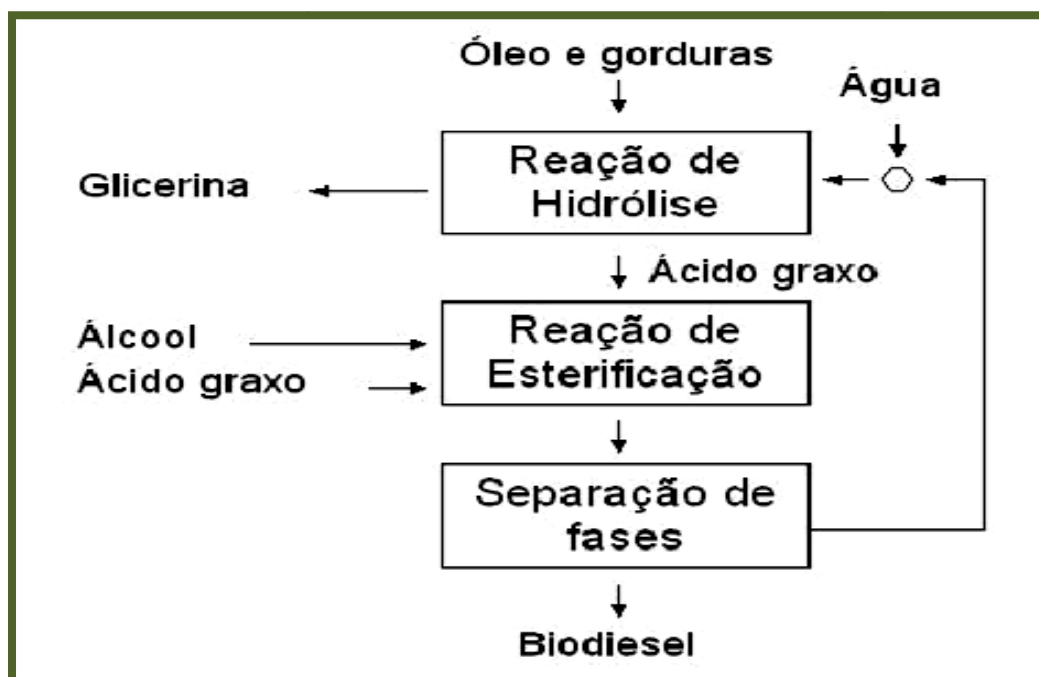 Óleo e gorduras
Água
Reação de
Hidrólise
Glicerina
Ácido graxo
Álcool
Ácido graxo
Reação de
Esterificação
Separação de
fases
Biodiesel